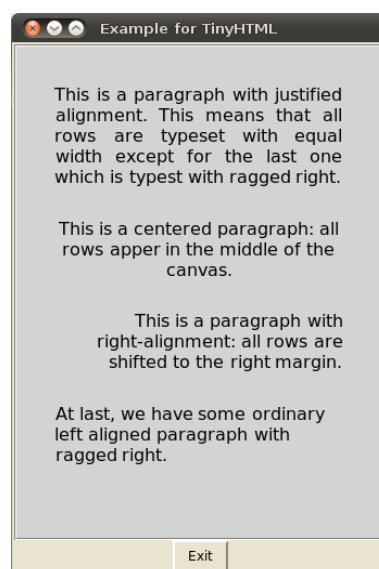 Example for TinyHTML
This is a paragraph with justified
alignment. This means that all
rows are typeset with equal
width except for the last one
which is typest with ragged right.
This is a centered paragraph: all
rows apper in the middle of the
canvas.
This is a paragraph with
right-alignment: all rows are
shifted to the right margin.
At last, we have some ordinary
left aligned paragraph with
ragged right.
Exit